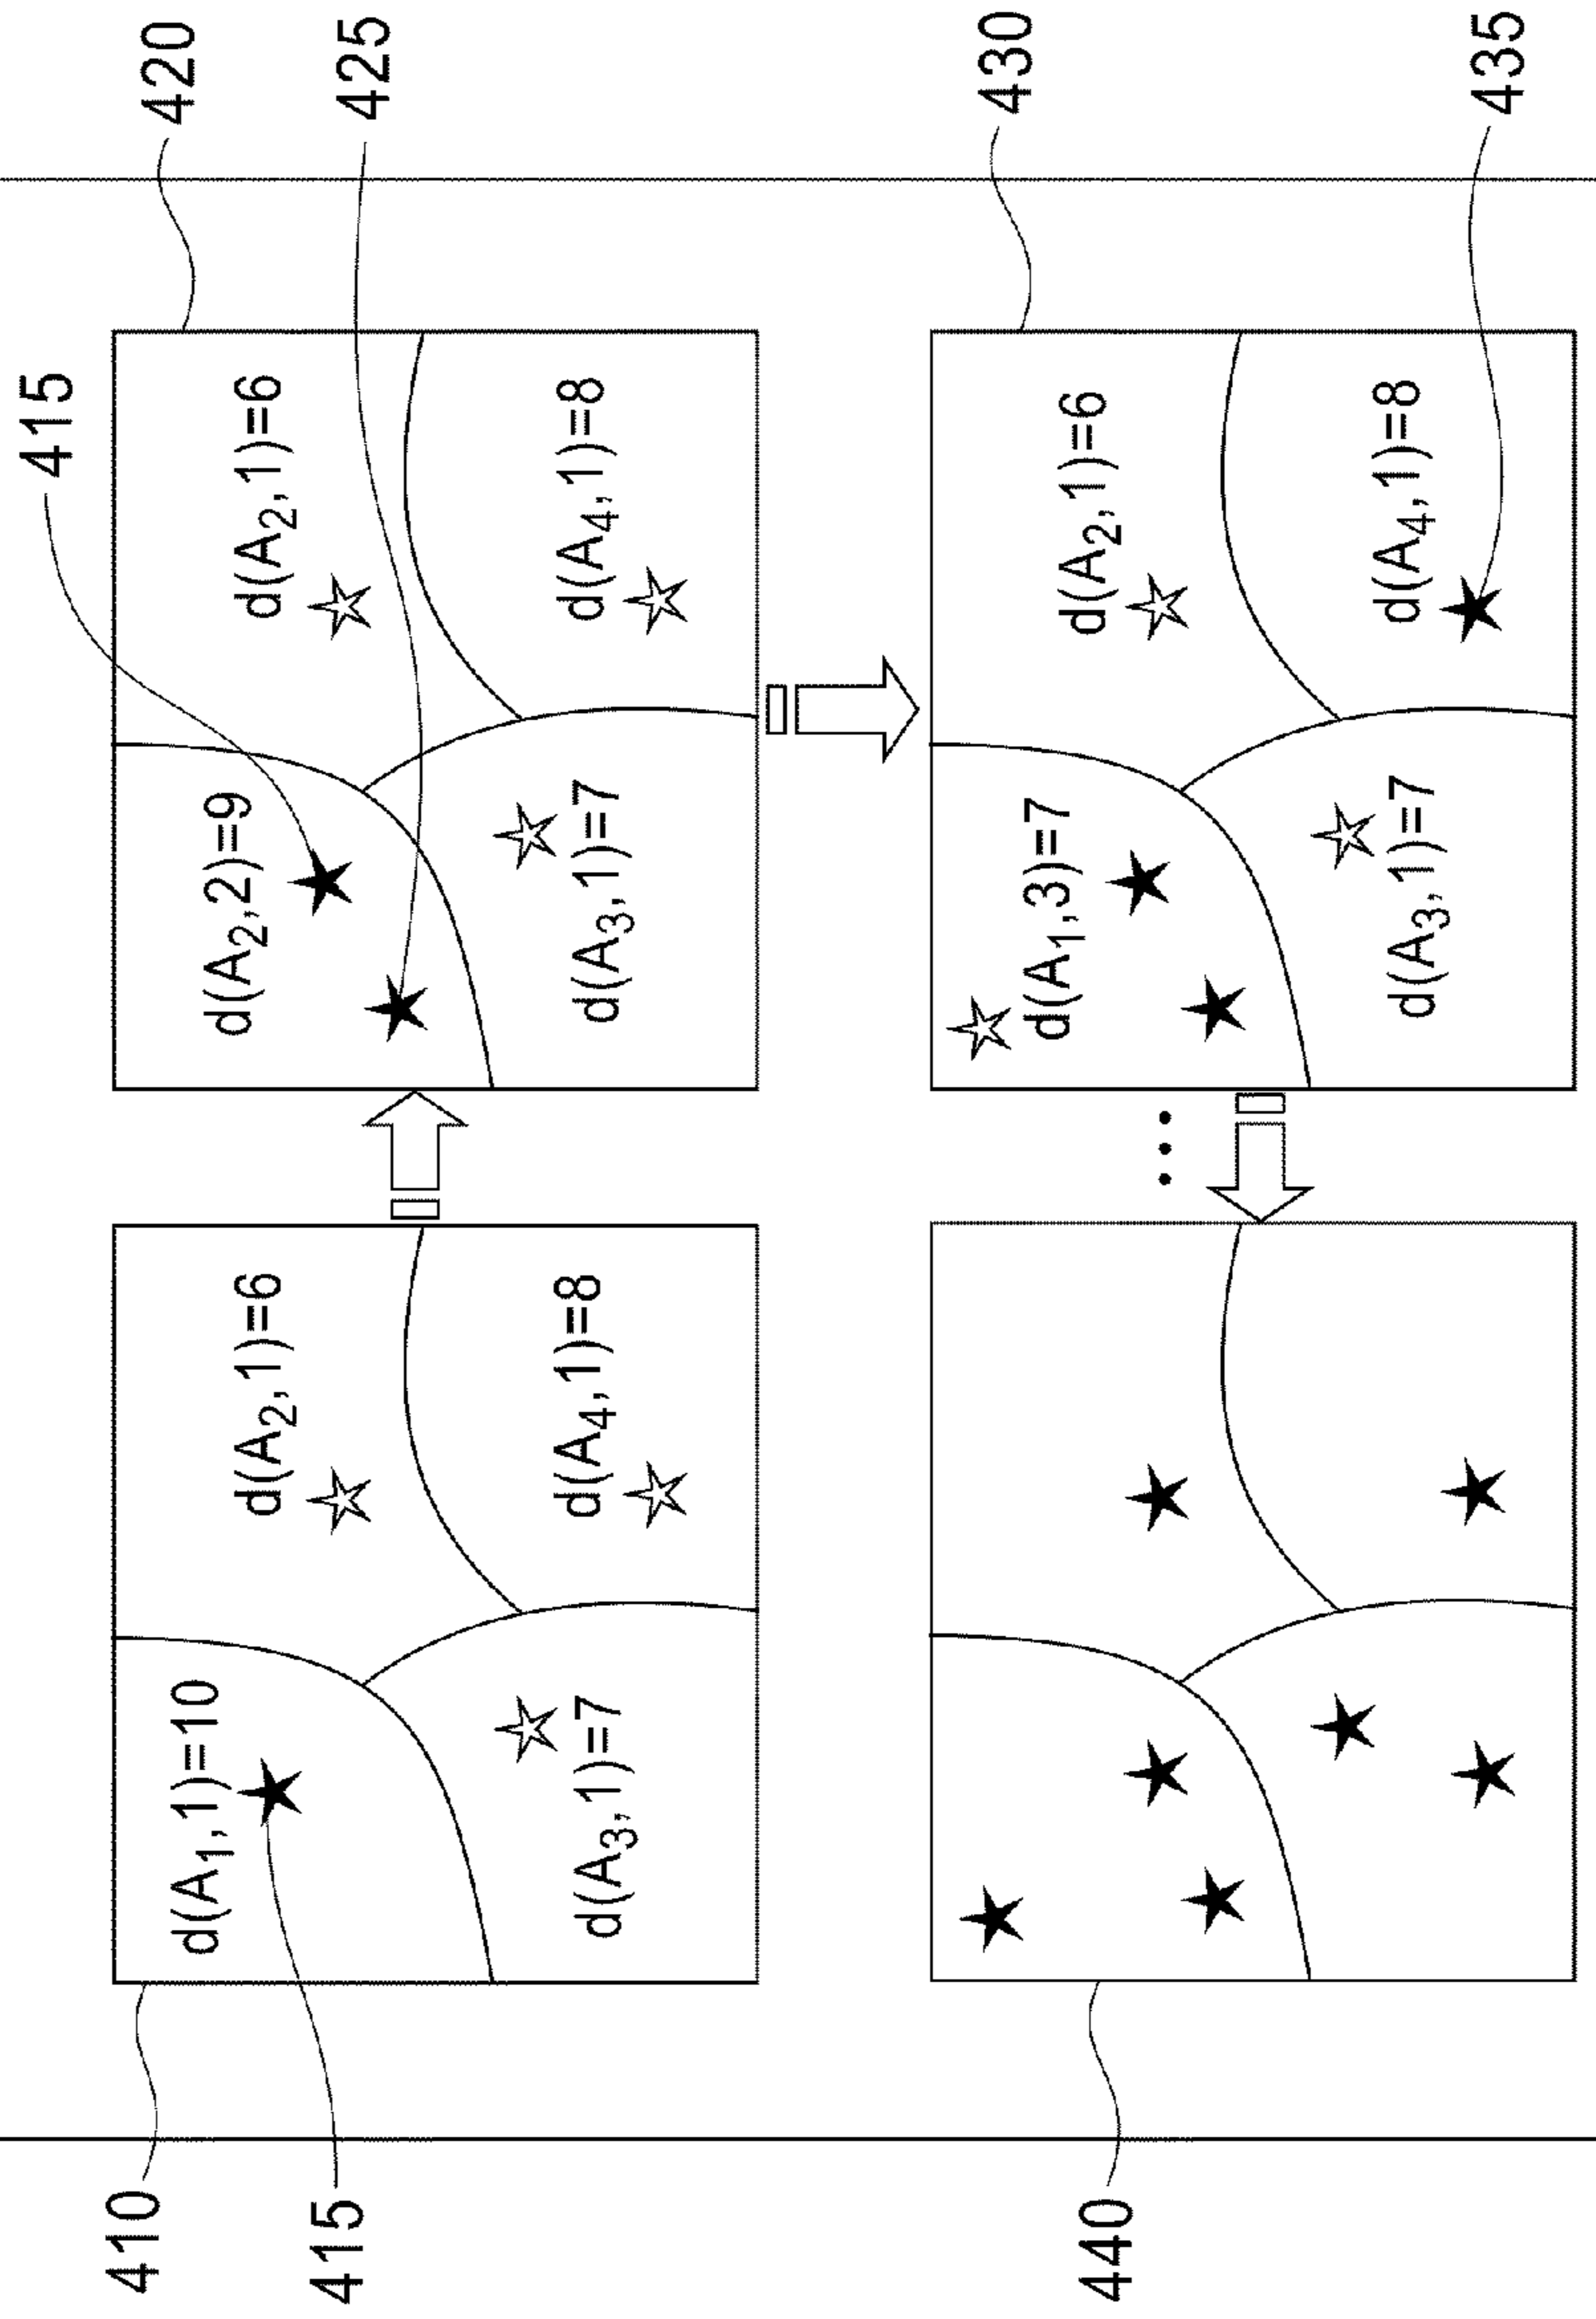 410
415
d(A₁,1)=10
d(A₂,1)=6
d(A₃,1)=7
d(A₄,1)=8
415
420
425
d(A₂,2)=9
d(A₂,1)=6
d(A₃,1)=7
d(A₄,1)=8
440
...
430
435
d(A₁,3)=7
d(A₂,1)=6
d(A₃,1)=7
d(A₄,1)=8